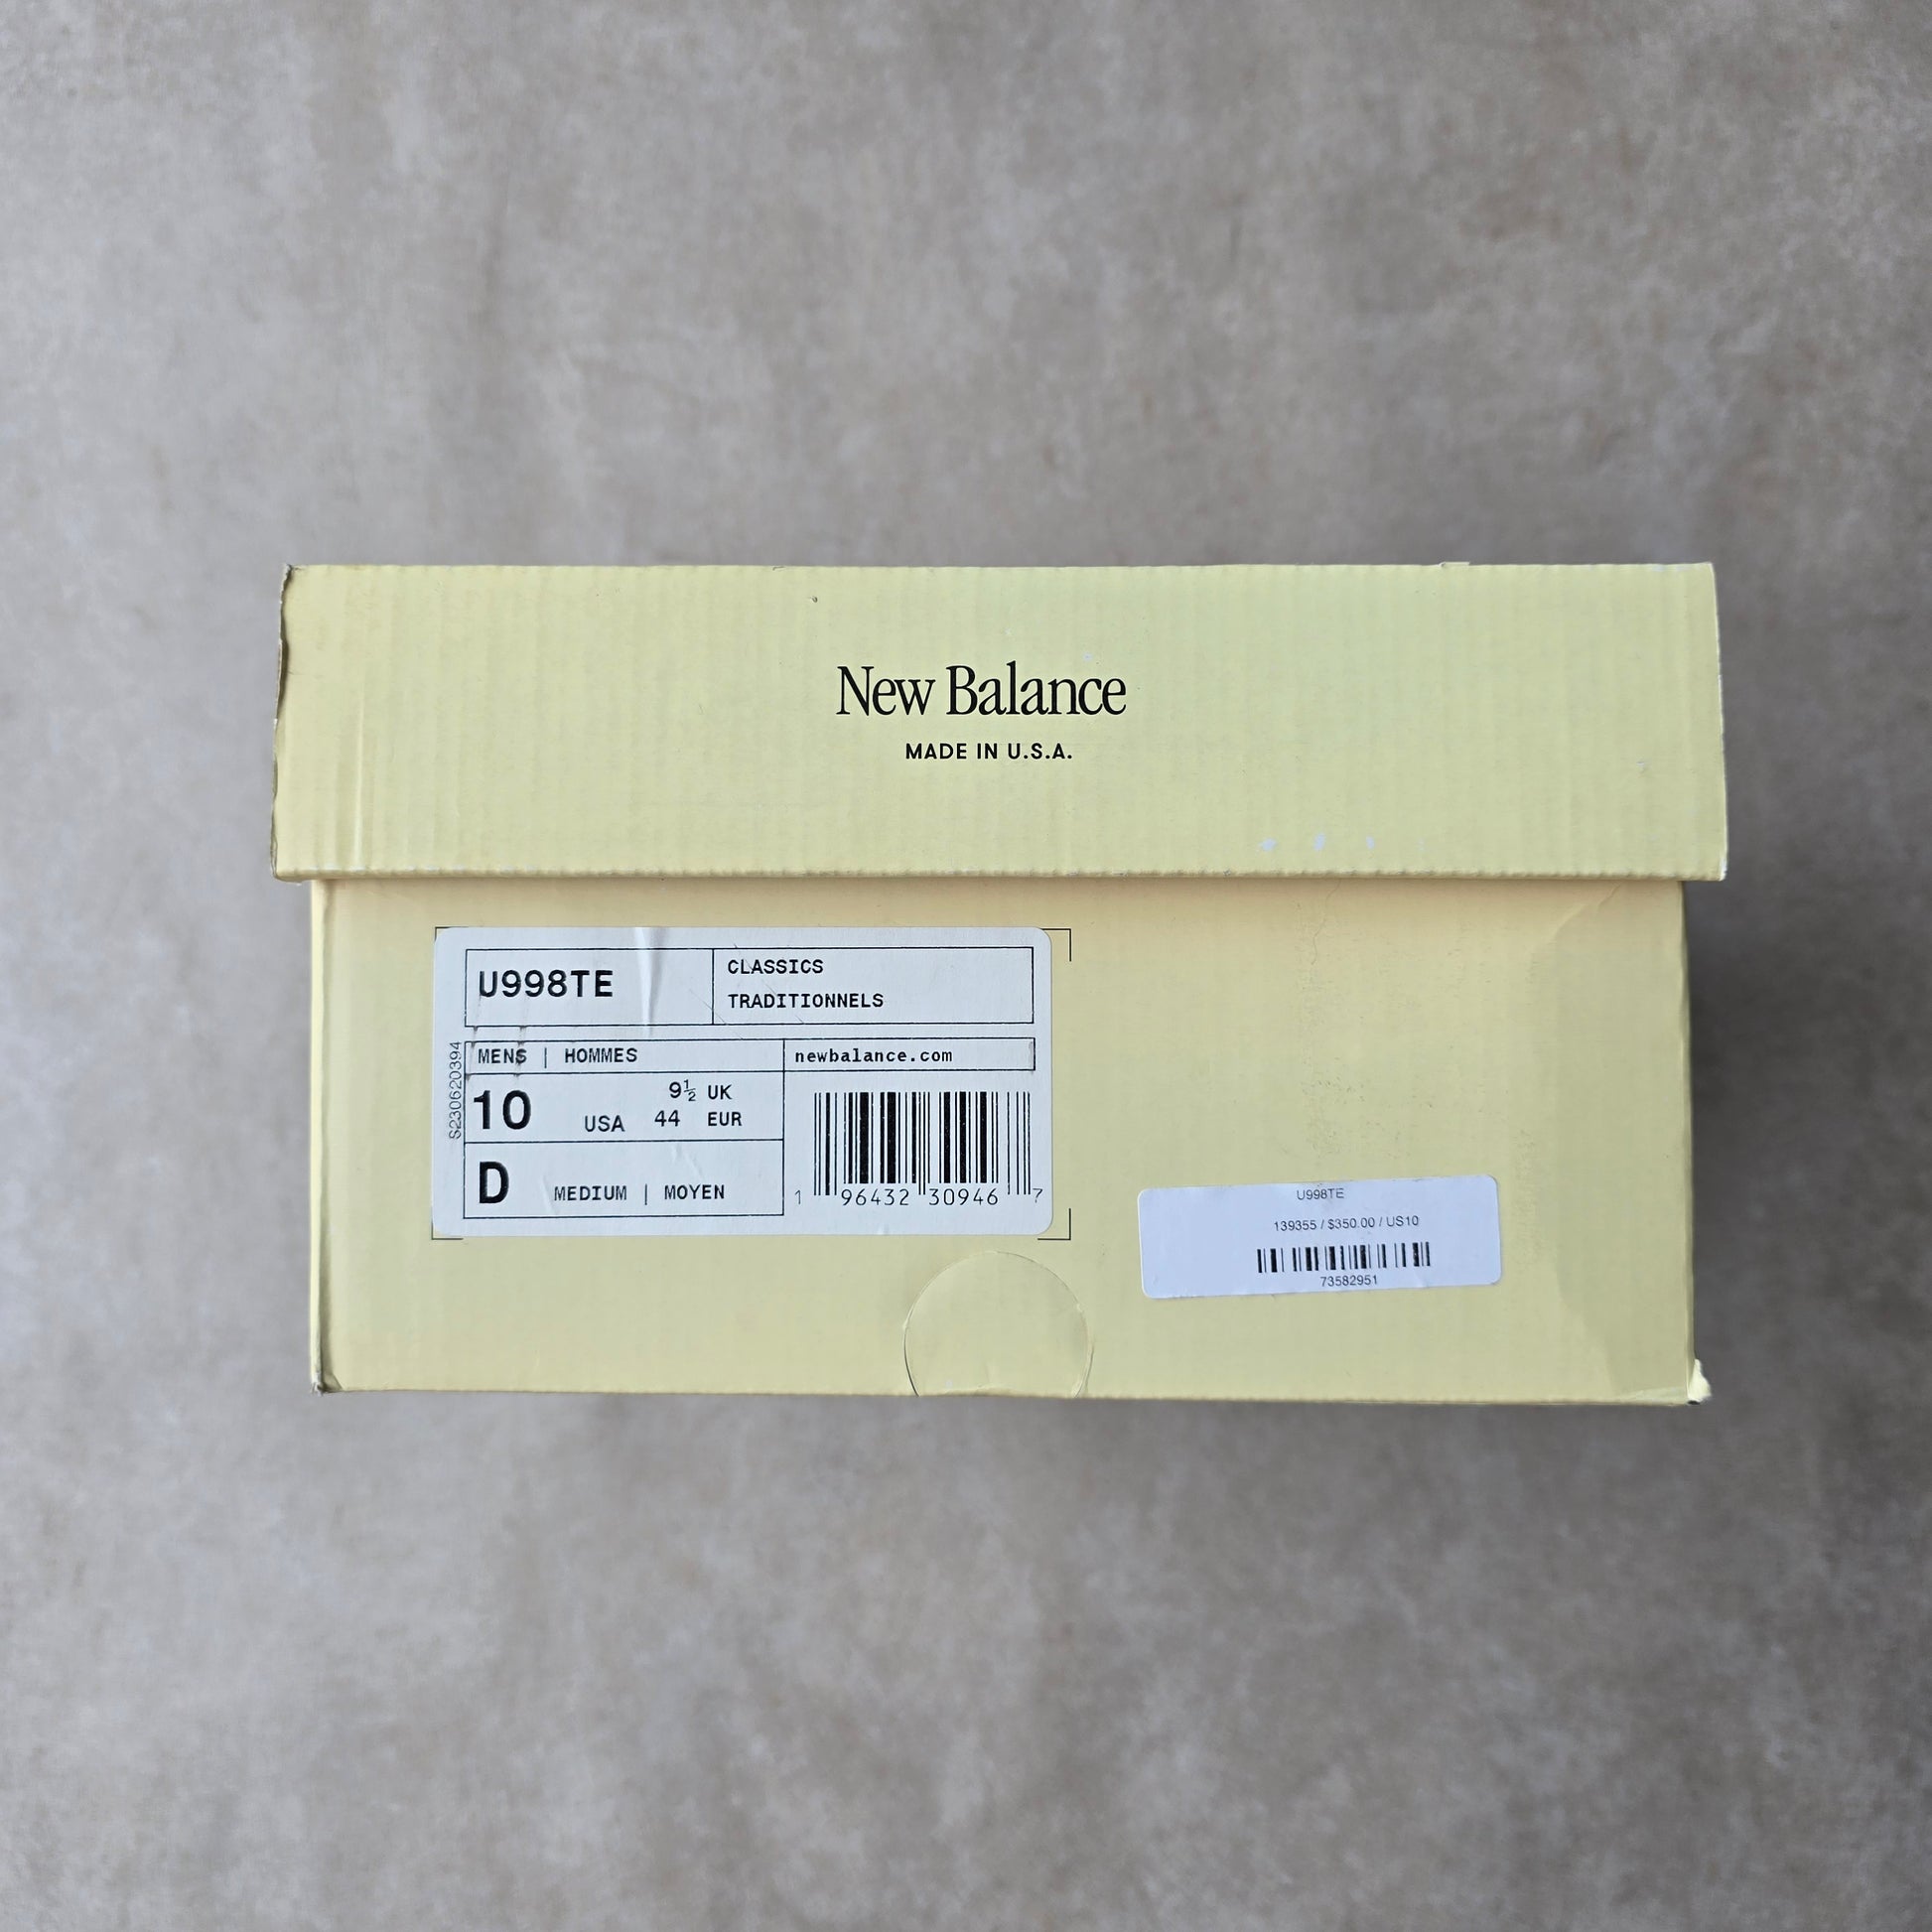 New Balance
MADE IN U.S.A.
U998TE
CLASSICS
TRADITIONNELS
MENS | HOMMES
newbalance.com
S230620394
10 USA
9½ UK
44 EUR
D MEDIUM | MOYEN
1 96432 30946 7
U998TE
139355 / $350.00 / US10
73582951